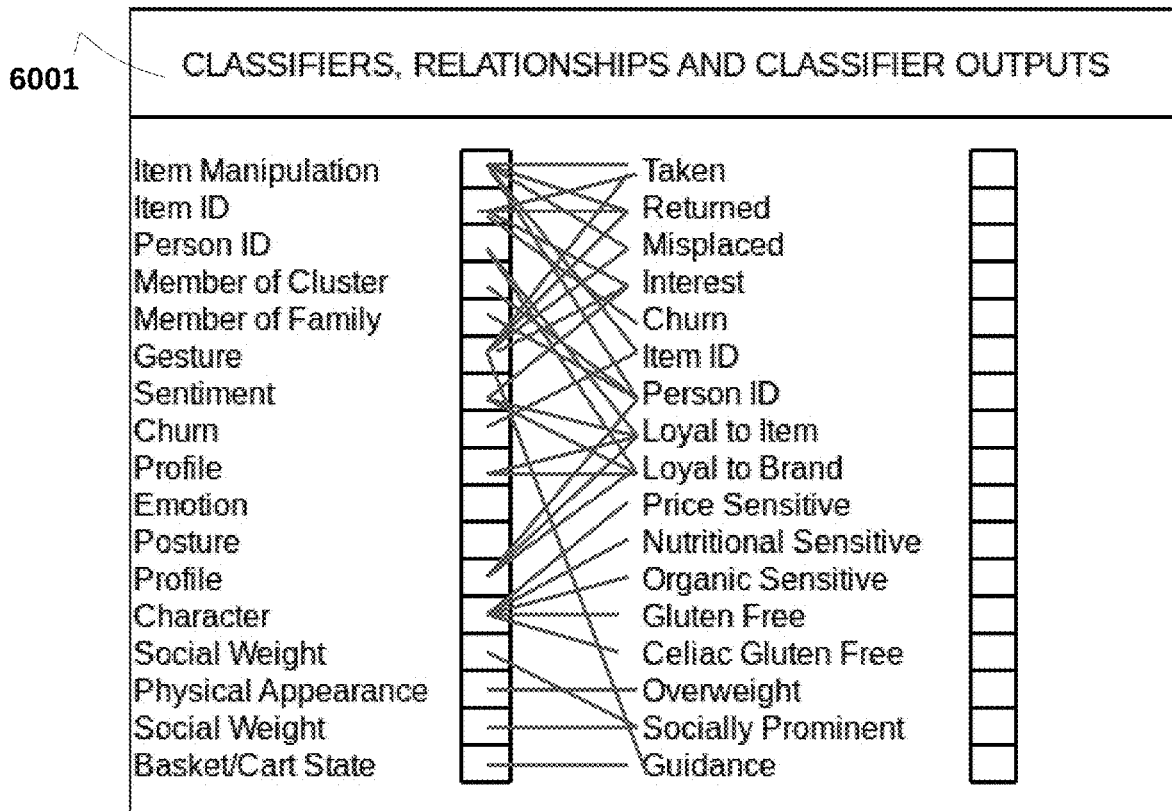 CLASSIFIERS, RELATIONSHIPS AND CLASSIFIER OUTPUTS
6001
Item Manipulation
Item ID
Person ID
Member of Cluster
Member of Family
Gesture
Sentiment
Churn
Profile
Emotion
Posture
Profile
Character
Social Weight
Physical Appearance
Social Weight
Basket/Cart State
Taken
Returned
Misplaced
Interest
Churn
Item ID
Person ID
Loyal to Item
Loyal to Brand
Price Sensitive
Nutritional Sensitive
Organic Sensitive
Gluten Free
Celiac Gluten Free
Overweight
Socially Prominent
Guidance